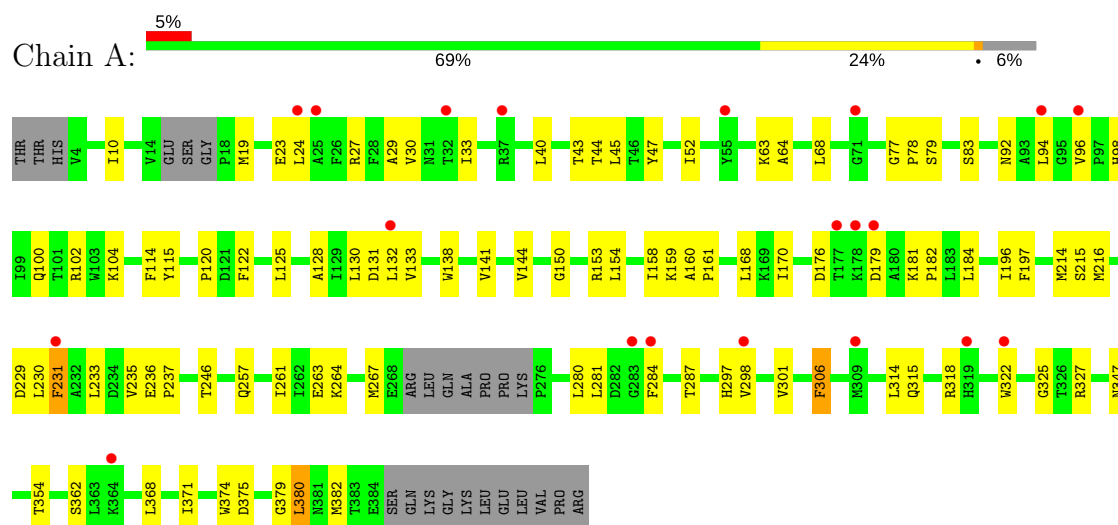 5%
Chain A:
69% 24% • 6%
THR THR HIS V4 I10 V14 GLU SER GLY P18 M19 E23 L24 A25 F26 R27 F28 A29 V30 N31 T32 I33 R37 L40 T43 T44 L45 T46 Y47 I52 Y55 K63 A64 L68 G71 G77 P78 S79 S83 N92 A93 L94 G95 V96 P97 H98
I99 Q100 T101 R102 W103 K104 F114 Y115 P120 D121 F122 L125 A128 I129 L130 D131 L132 V133 W138 V141 V144 G150 R153 L154 I158 K159 A160 P161 L168 K169 I170 D176 T177 K178 D179 A180 K181 P182 L183 L184 I196 F197 M214 S215 M216
D229 L230 F231 A232 L233 D234 V235 E236 P237 T246 Q257 I261 I262 E263 K264 M267 E268 ARG LEU GLN ALA PRO PRO LYS P276 L280 L281 D282 G283 F284 T287 H297 V298 V301 F306 M309 L314 Q315 R318 H319 W322 G325 T326 R327 N347
T354 S362 L363 K364 L368 I371 W374 D375 G379 L380 N381 M382 T383 E384 SER GLN LYS GLY LYS LEU GLU LEU VAL PRO ARG